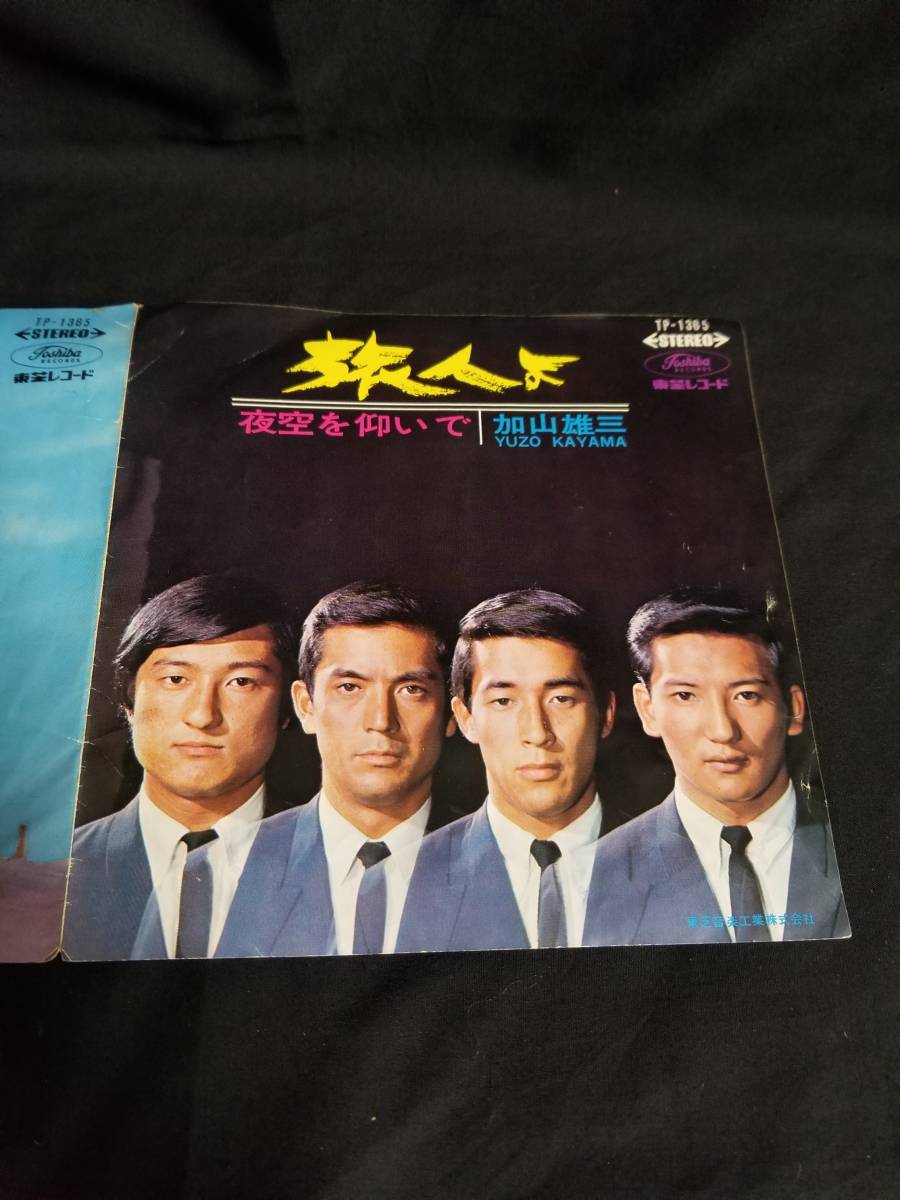 TP-1365
STEREO
Toshiba
RECORDS
東芝レコード
旅人よ
夜空を仰いで
加山雄三
YUZO KAYAMA
TP-1365
STEREO
Toshiba
RECORDS
東芝レコード
東芝音楽工業株式会社